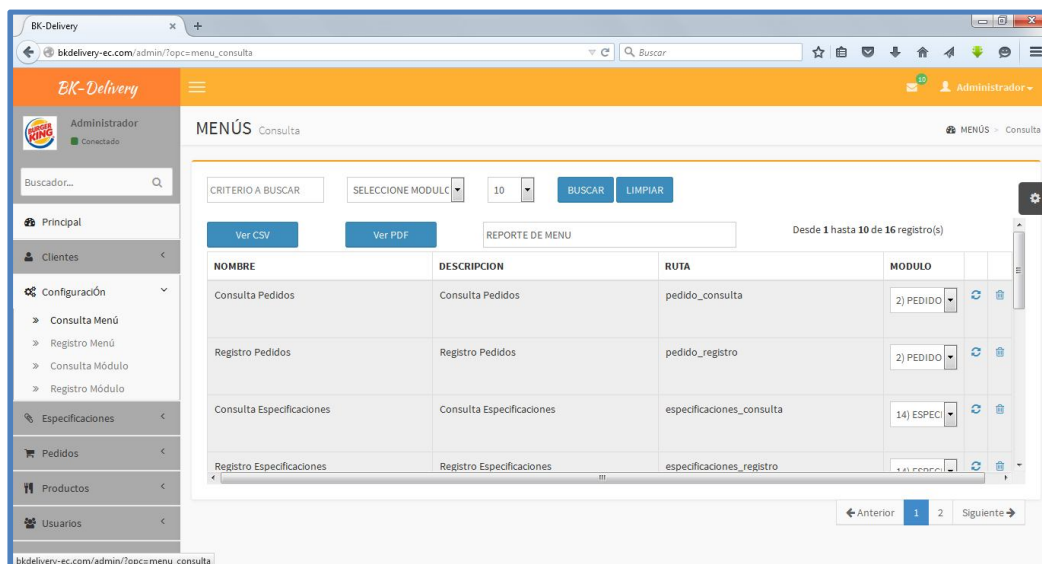 BK-Delivery
bkdelivery-ec.com/admin/?opc=menu_consulta
Buscar
BK-Delivery
10
Administrador
BURGER KING
Administrador
Conectado
MENÚS Consulta
MENÚS > Consulta
Buscador...
CRITERIO A BUSCAR
SELECCIONE MODULO
10
BUSCAR
LIMPIAR
Principal
Ver CSV
Ver PDF
REPORTE DE MENU
Desde 1 hasta 10 de 16 registro(s)
Clientes
NOMBRE
DESCRIPCION
RUTA
MODULO
ConfiguraciÓn
Consulta Pedidos
Consulta Pedidos
pedido_consulta
2) PEDIDO
Consulta Menú
Registro Menú
Consulta Módulo
Registro Módulo
Registro Pedidos
Registro Pedidos
pedido_registro
2) PEDIDO
Especificaciones
Consulta Especificaciones
Consulta Especificaciones
especificaciones_consulta
14) ESPECI
Pedidos
Registro Especificaciones
Registro Especificaciones
especificaciones_registro
14) ESPECI
Productos
Anterior
1
2
Siguiente
Usuarios
bkdelivery-ec.com/admin/?opc=menu_consulta